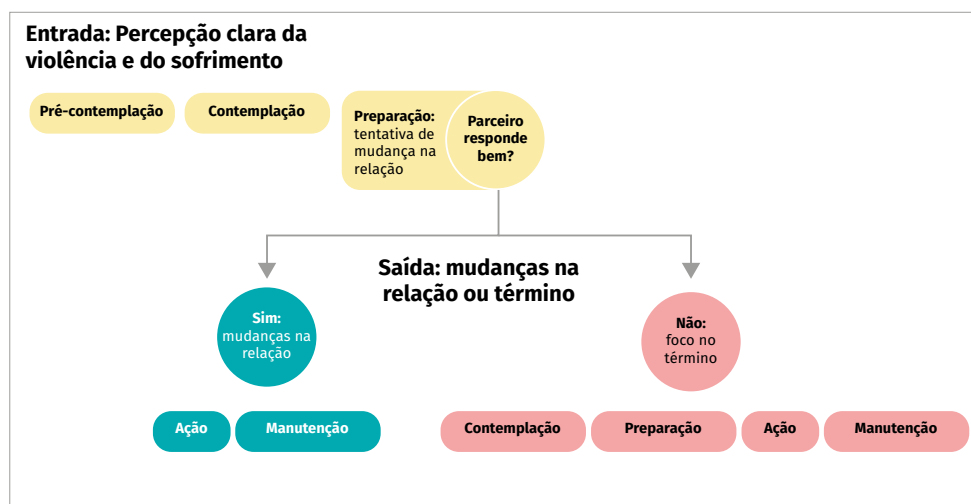 Entrada: Percepção clara da
violência e do sofrimento
Pré-contemplação
Contemplação
Preparação:
tentativa de
mudança na
relação
Parceiro
responde
bem?
Saída: mudanças na
relação ou término
Sim:
mudanças na
relação
Não:
foco no
término
Ação
Manutenção
Contemplação
Preparação
Ação
Manutenção